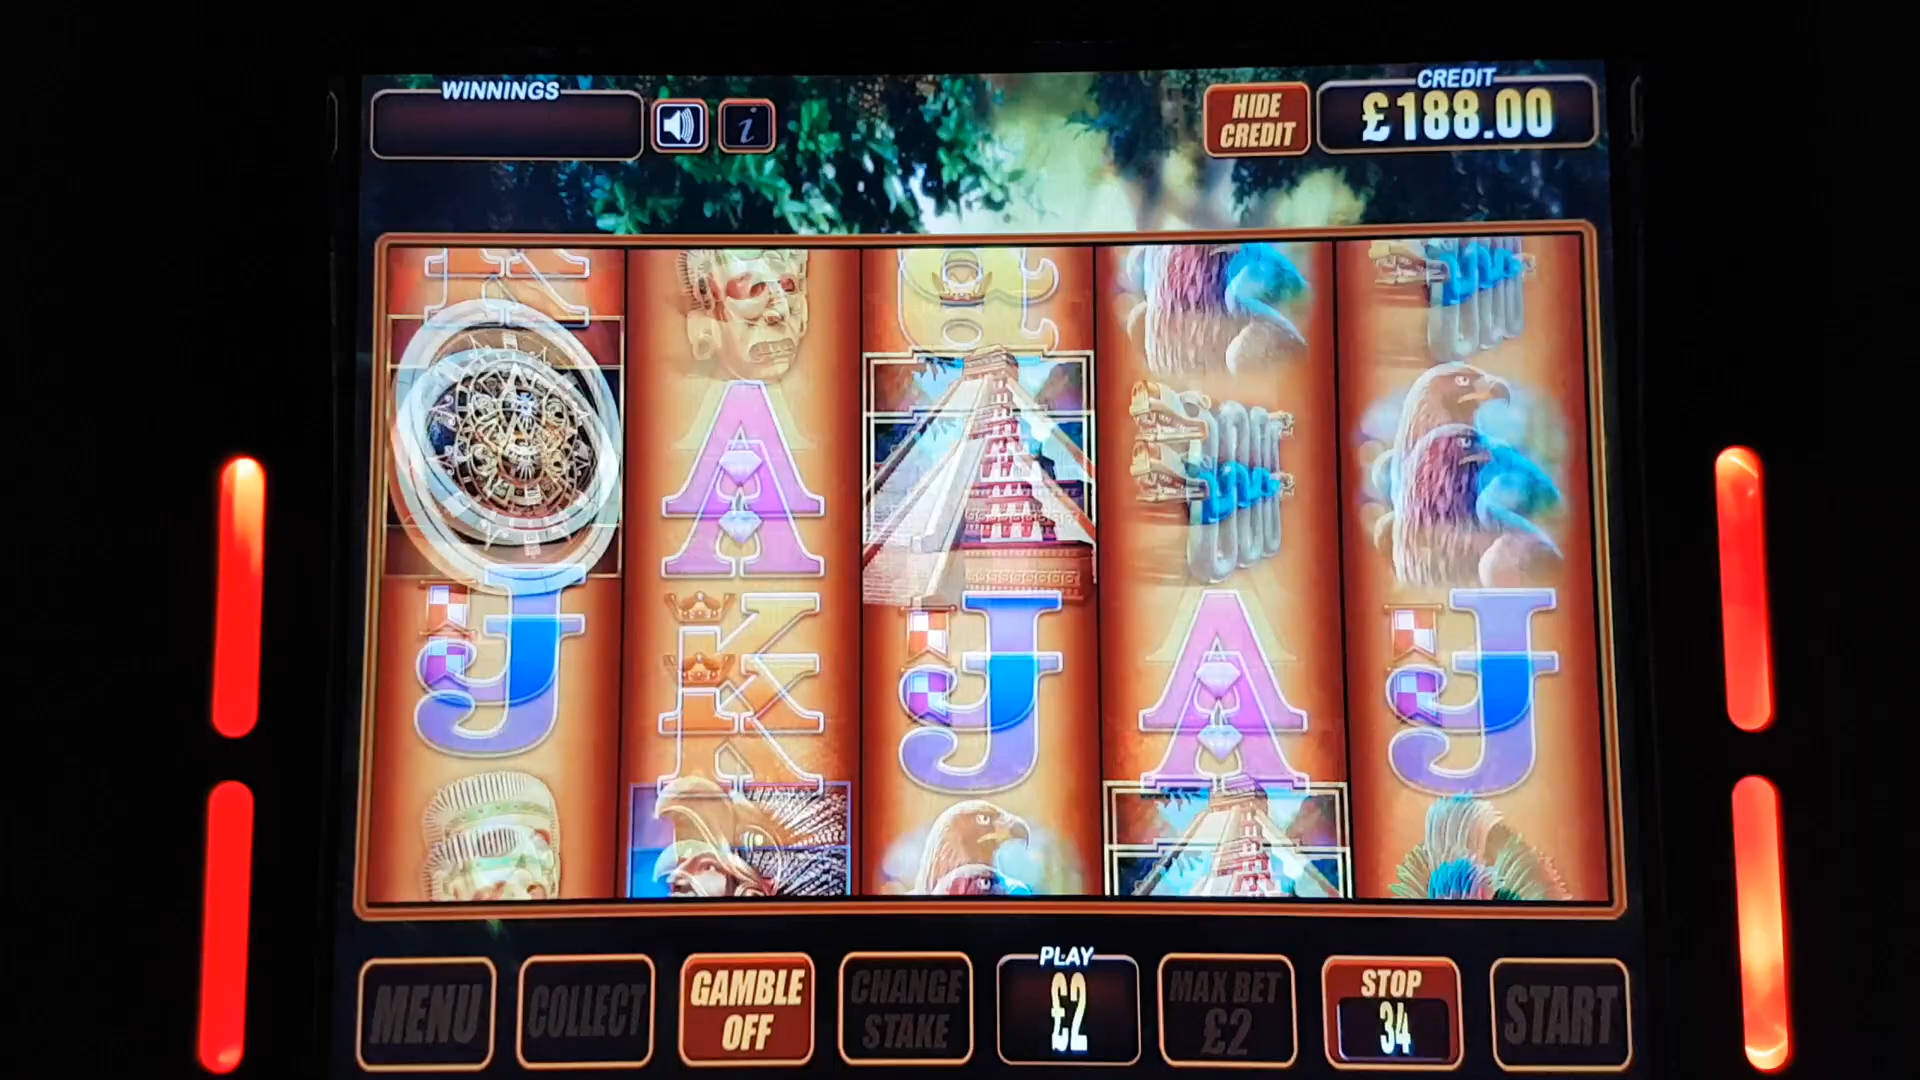 WINNINGS
i
HIDE
CREDIT
CREDIT
£188.00
K
A
A
K
K
J
J
J
A
A
J
J
J
J
MENU
COLLECT
GAMBLE
OFF
CHANGE
STAKE
PLAY
£2
MAX BET
£2
STOP
34
START